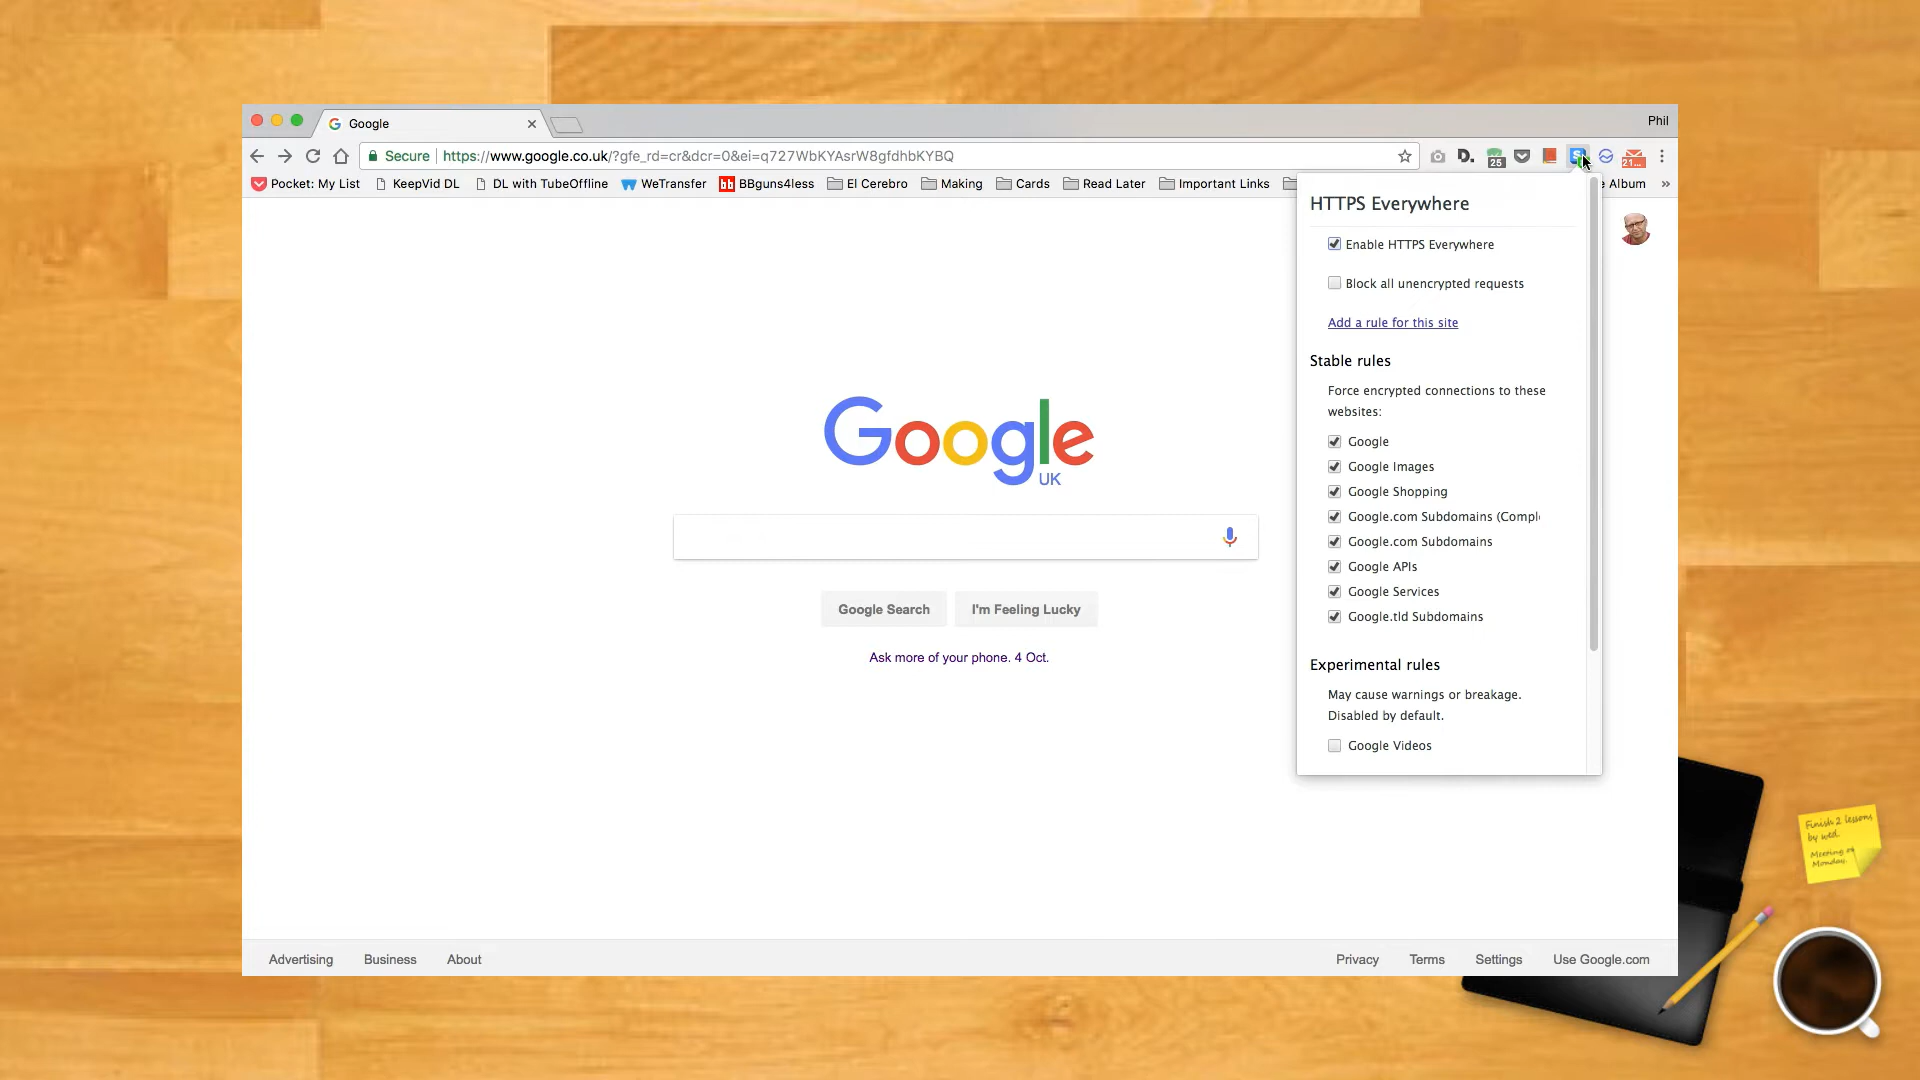 Google
Phil
Secure
https://www.google.co.uk/?gfe_rd=cr&dcr=0&ei=q727WbKYAsrW8gfdhbKYBQ
D.
25
21...
Pocket: My List
KeepVid DL
DL with TubeOffline
WeTransfer
bb BBguns4less
El Cerebro
Making
Cards
Read Later
Important Links
Album
»
HTTPS Everywhere
Enable HTTPS Everywhere
Block all unencrypted requests
Add a rule for this site
Stable rules
Force encrypted connections to these
websites:
Google
Google Images
Google Shopping
Google.com Subdomains (Compl
Google.com Subdomains
Google APIs
Google Services
Google.tld Subdomains
Experimental rules
May cause warnings or breakage.
Disabled by default.
Google Videos
Google
UK
Google Search
I'm Feeling Lucky
Ask more of your phone. 4 Oct.
Finish 2 lessons
by wed.
Meeting
Monday.
Advertising
Business
About
Privacy
Terms
Settings
Use Google.com